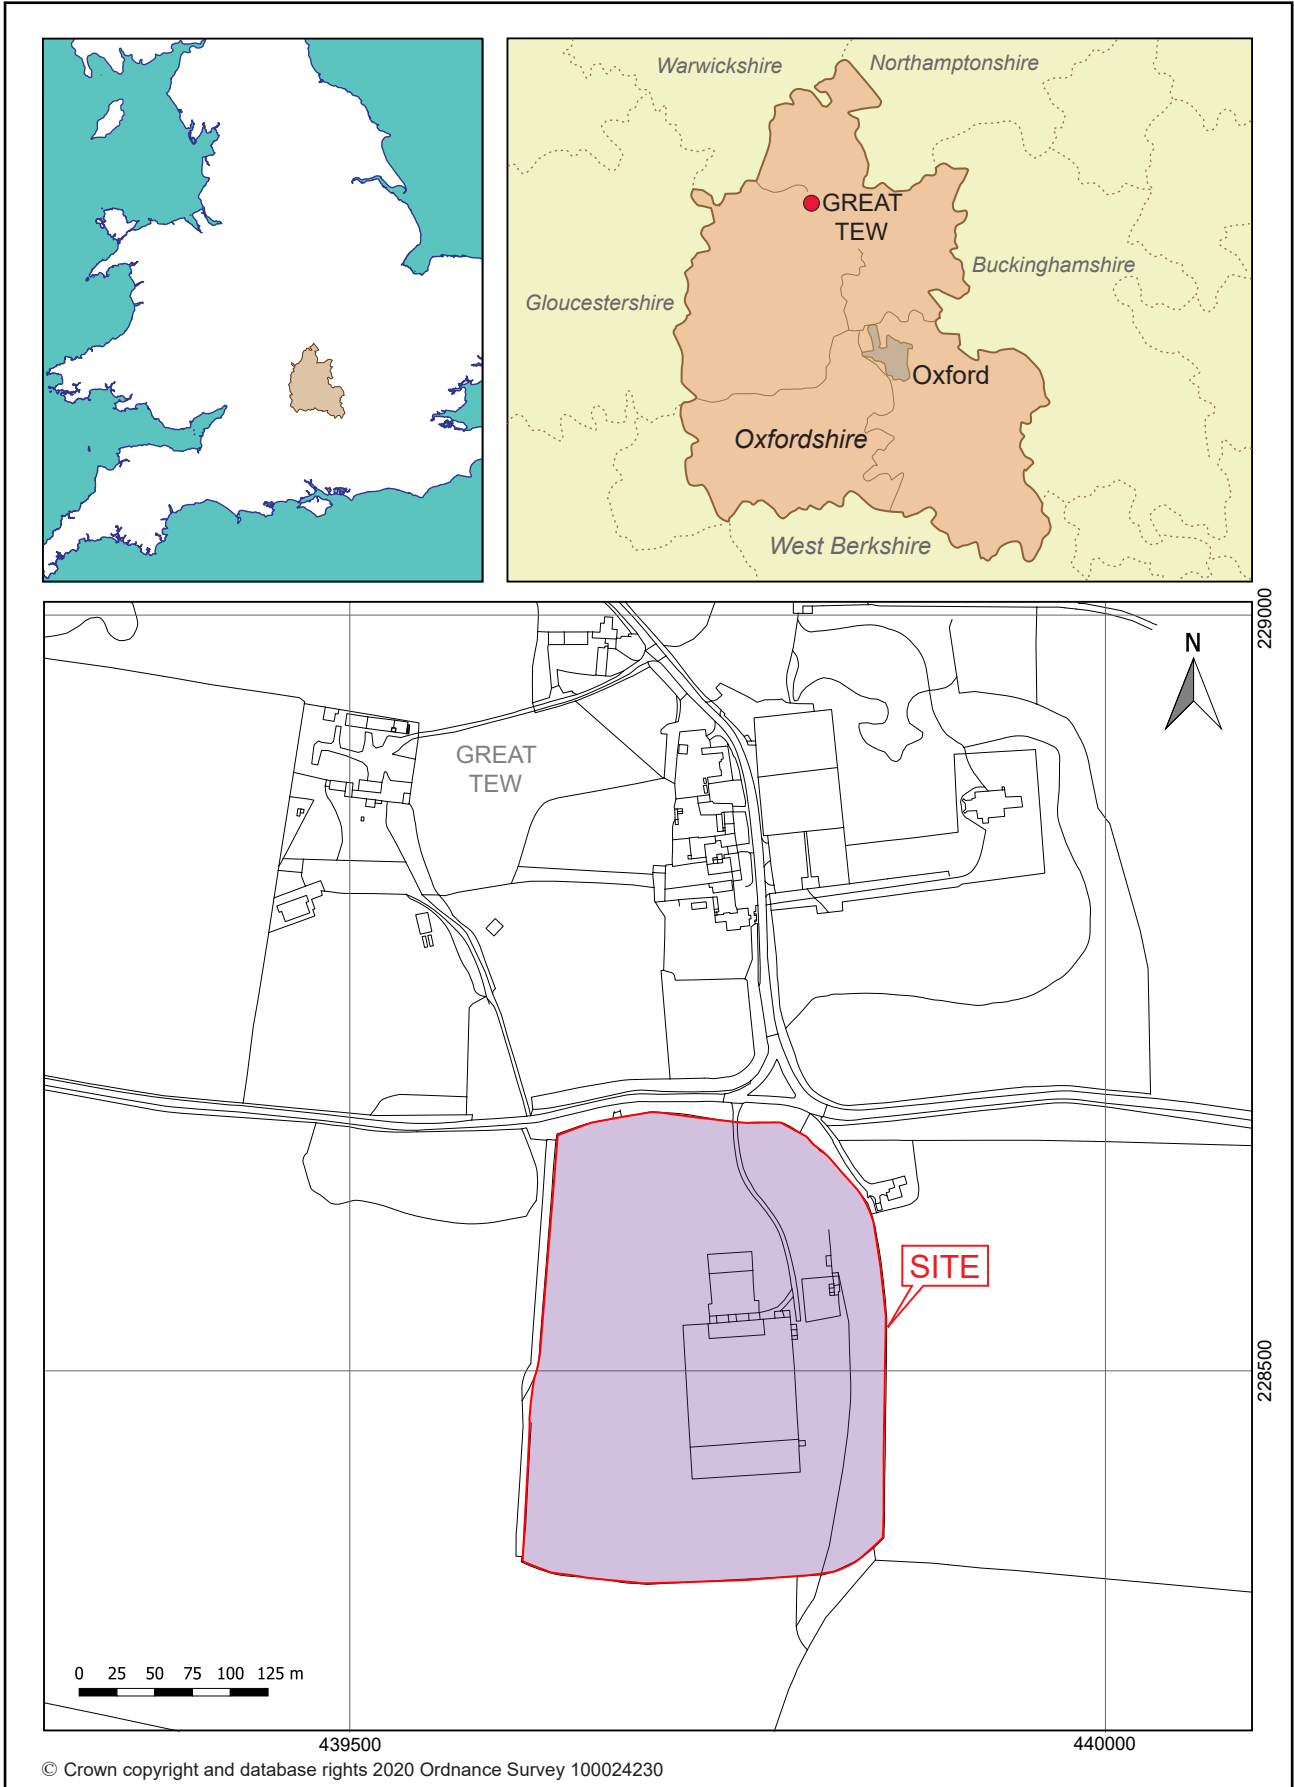 Warwickshire
Northamptonshire
GREAT
TEW
Buckinghamshire
Gloucestershire
Oxford
Oxfordshire
West Berkshire
229000
N
GREAT
TEW
SITE
228500
0 25 50 75 100 125 m
439500
440000
© Crown copyright and database rights 2020 Ordnance Survey 100024230